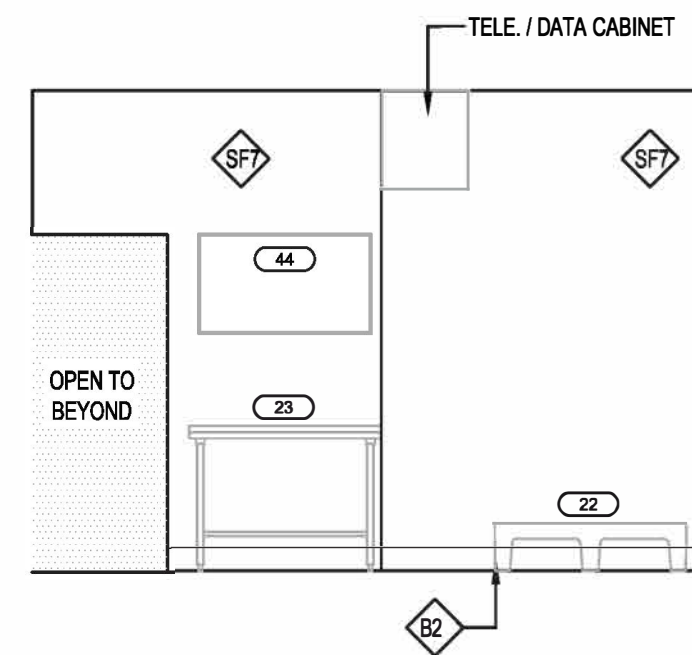 TELE. / DATA CABINET
SF7
SF7
44
OPEN TO
BEYOND
23
22
B2